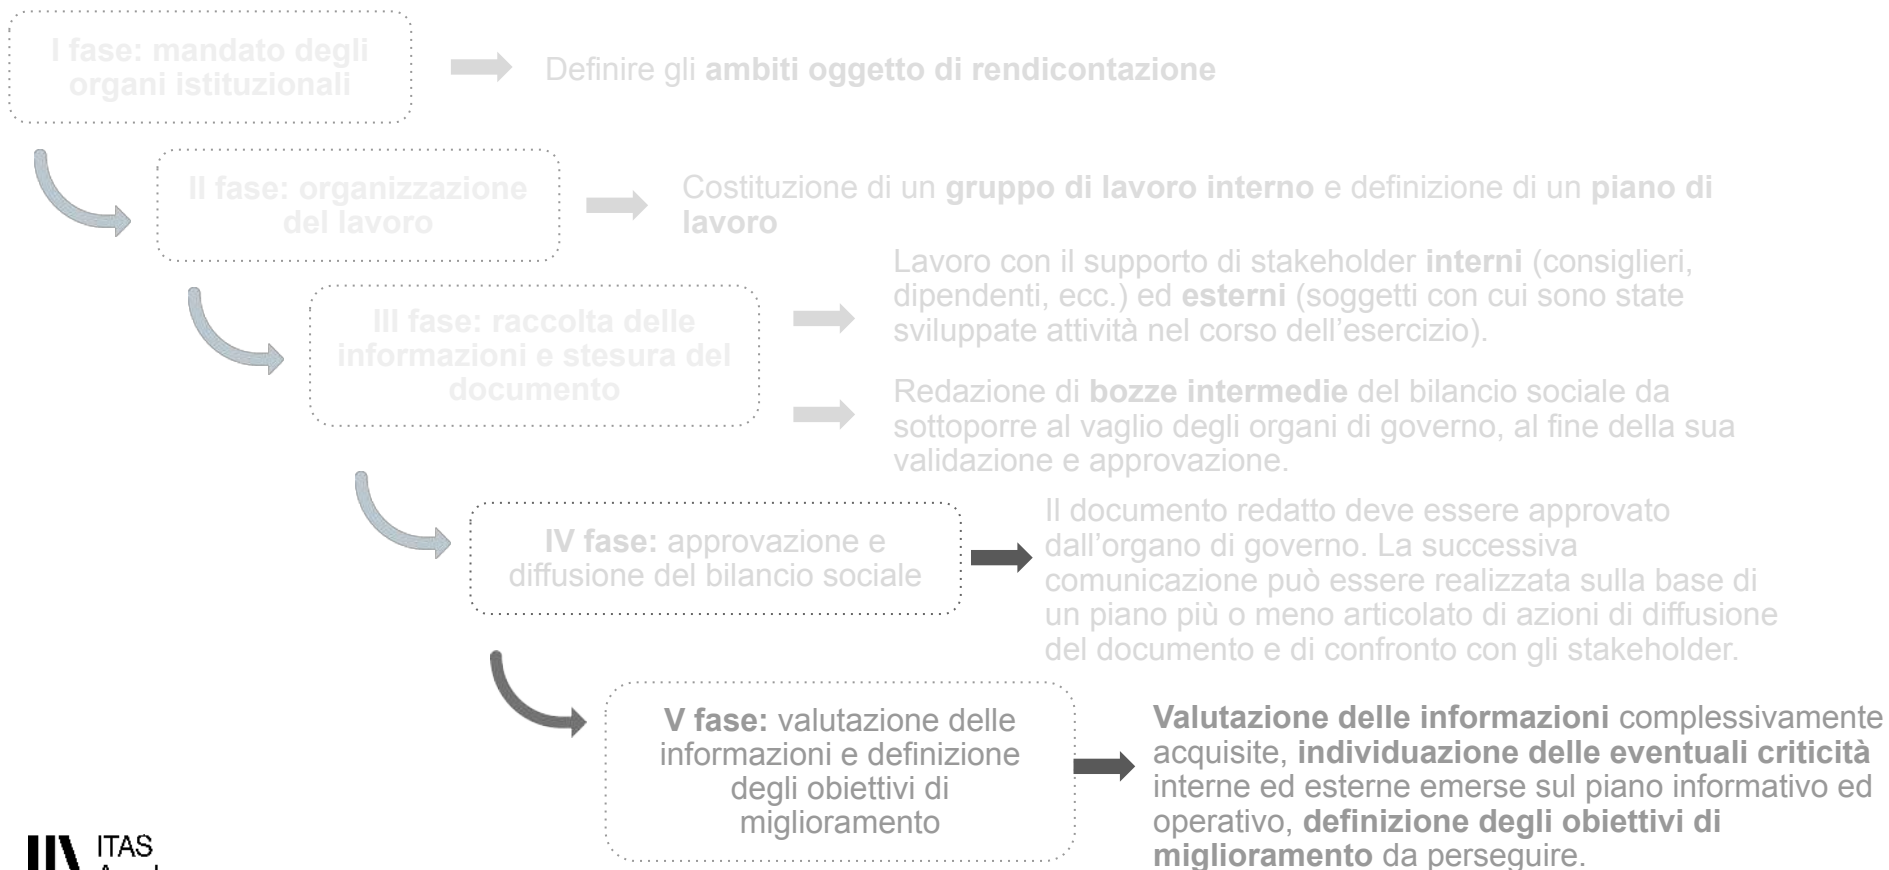 I fase: mandato degli
organi istituzionali
Definire gli ambiti oggetto di rendicontazione
II fase: organizzazione
del lavoro
Costituzione di un gruppo di lavoro interno e definizione di un piano di
lavoro
III fase: raccolta delle
informazioni e stesura del
documento
Lavoro con il supporto di stakeholder interni (consiglieri,
dipendenti, ecc.) ed esterni (soggetti con cui sono state
sviluppate attività nel corso dell’esercizio).
Redazione di bozze intermedie del bilancio sociale da
sottoporre al vaglio degli organi di governo, al fine della sua
validazione e approvazione.
IV fase: approvazione e
diffusione del bilancio sociale
Il documento redatto deve essere approvato
dall’organo di governo. La successiva
comunicazione può essere realizzata sulla base di
un piano più o meno articolato di azioni di diffusione
del documento e di confronto con gli stakeholder.
V fase: valutazione delle
informazioni e definizione
degli obiettivi di
miglioramento
Valutazione delle informazioni complessivamente
acquisite, individuazione delle eventuali criticità
interne ed esterne emerse sul piano informativo ed
operativo, definizione degli obiettivi di
miglioramento da perseguire.
ITAS